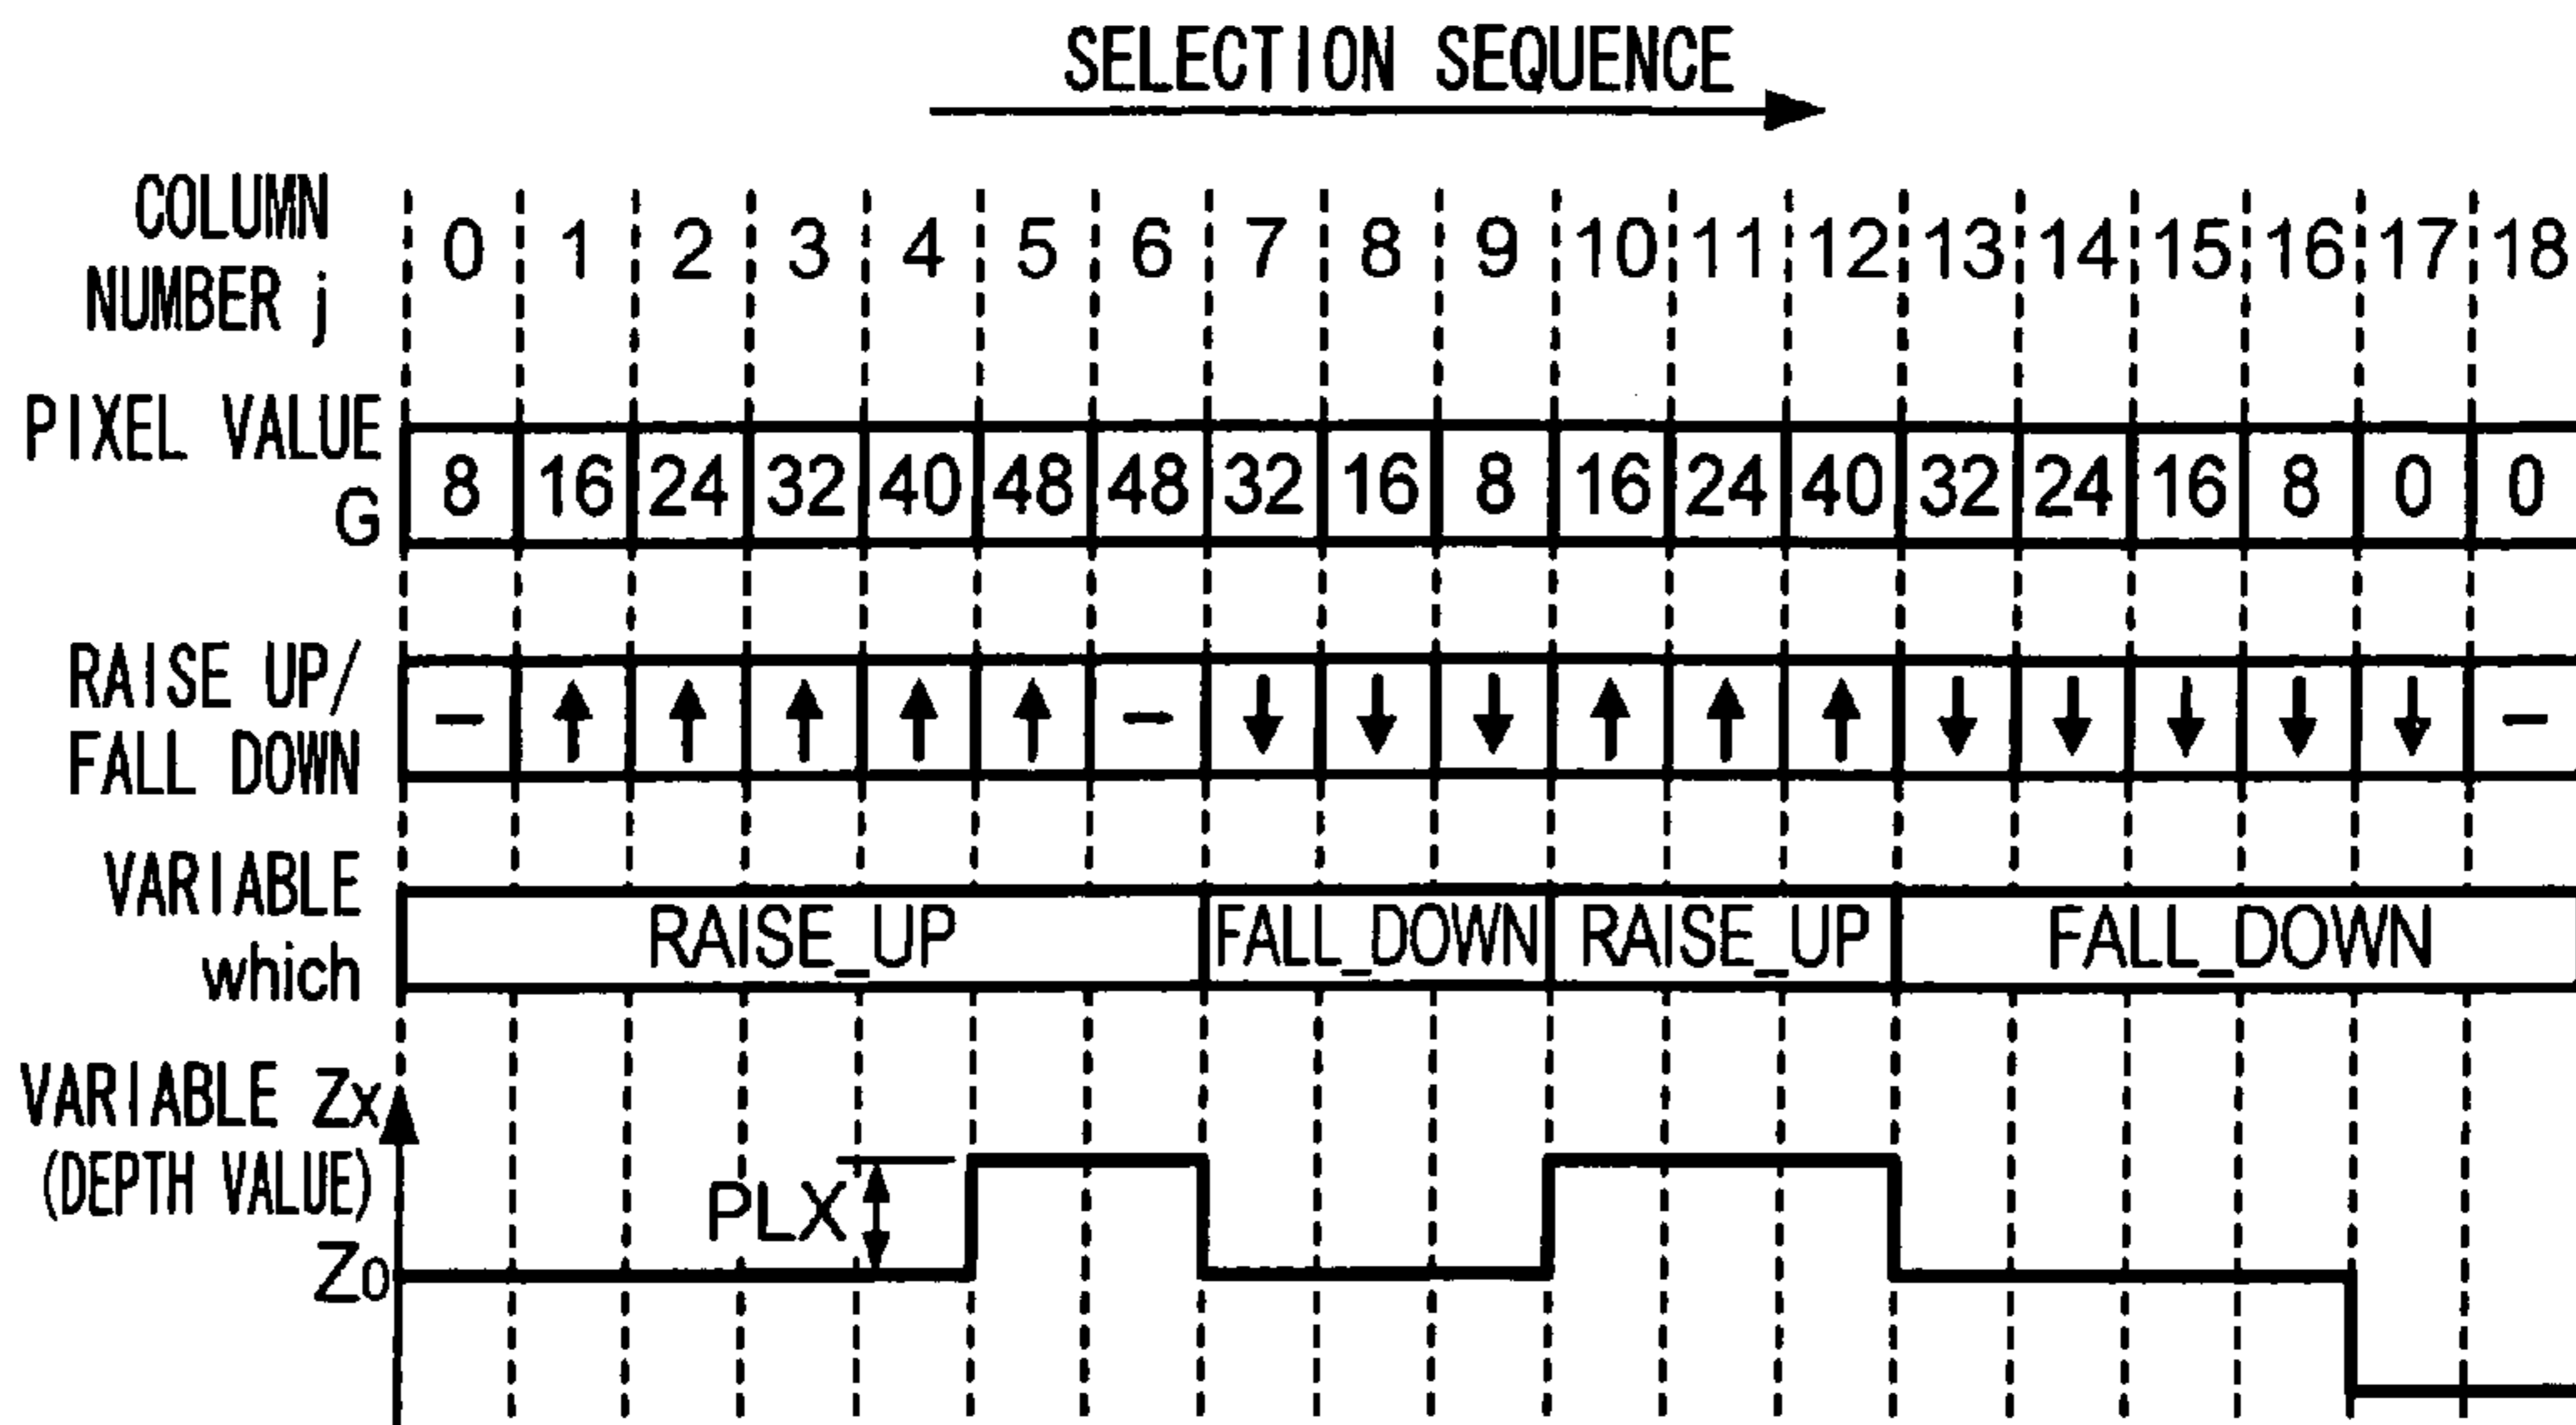 SELECTION SEQUENCE
COLUMN
NUMBER j
0 1 2 3 4 5 6 7 8 9 10 11 12 13 14 15 16 17 18
PIXEL VALUE
G
8 16 24 32 40 48 48 32 16 8 16 24 40 32 24 16 8 0 0
RAISE UP/
FALL DOWN
– ↑ ↑ ↑ ↑ ↑ – ↓ ↓ ↓ ↑ ↑ ↑ ↓ ↓ ↓ ↓ ↓ –
VARIABLE
which
RAISE_UP FALL_DOWN RAISE_UP FALL_DOWN
VARIABLE Zx
(DEPTH VALUE)
PLX
Z0